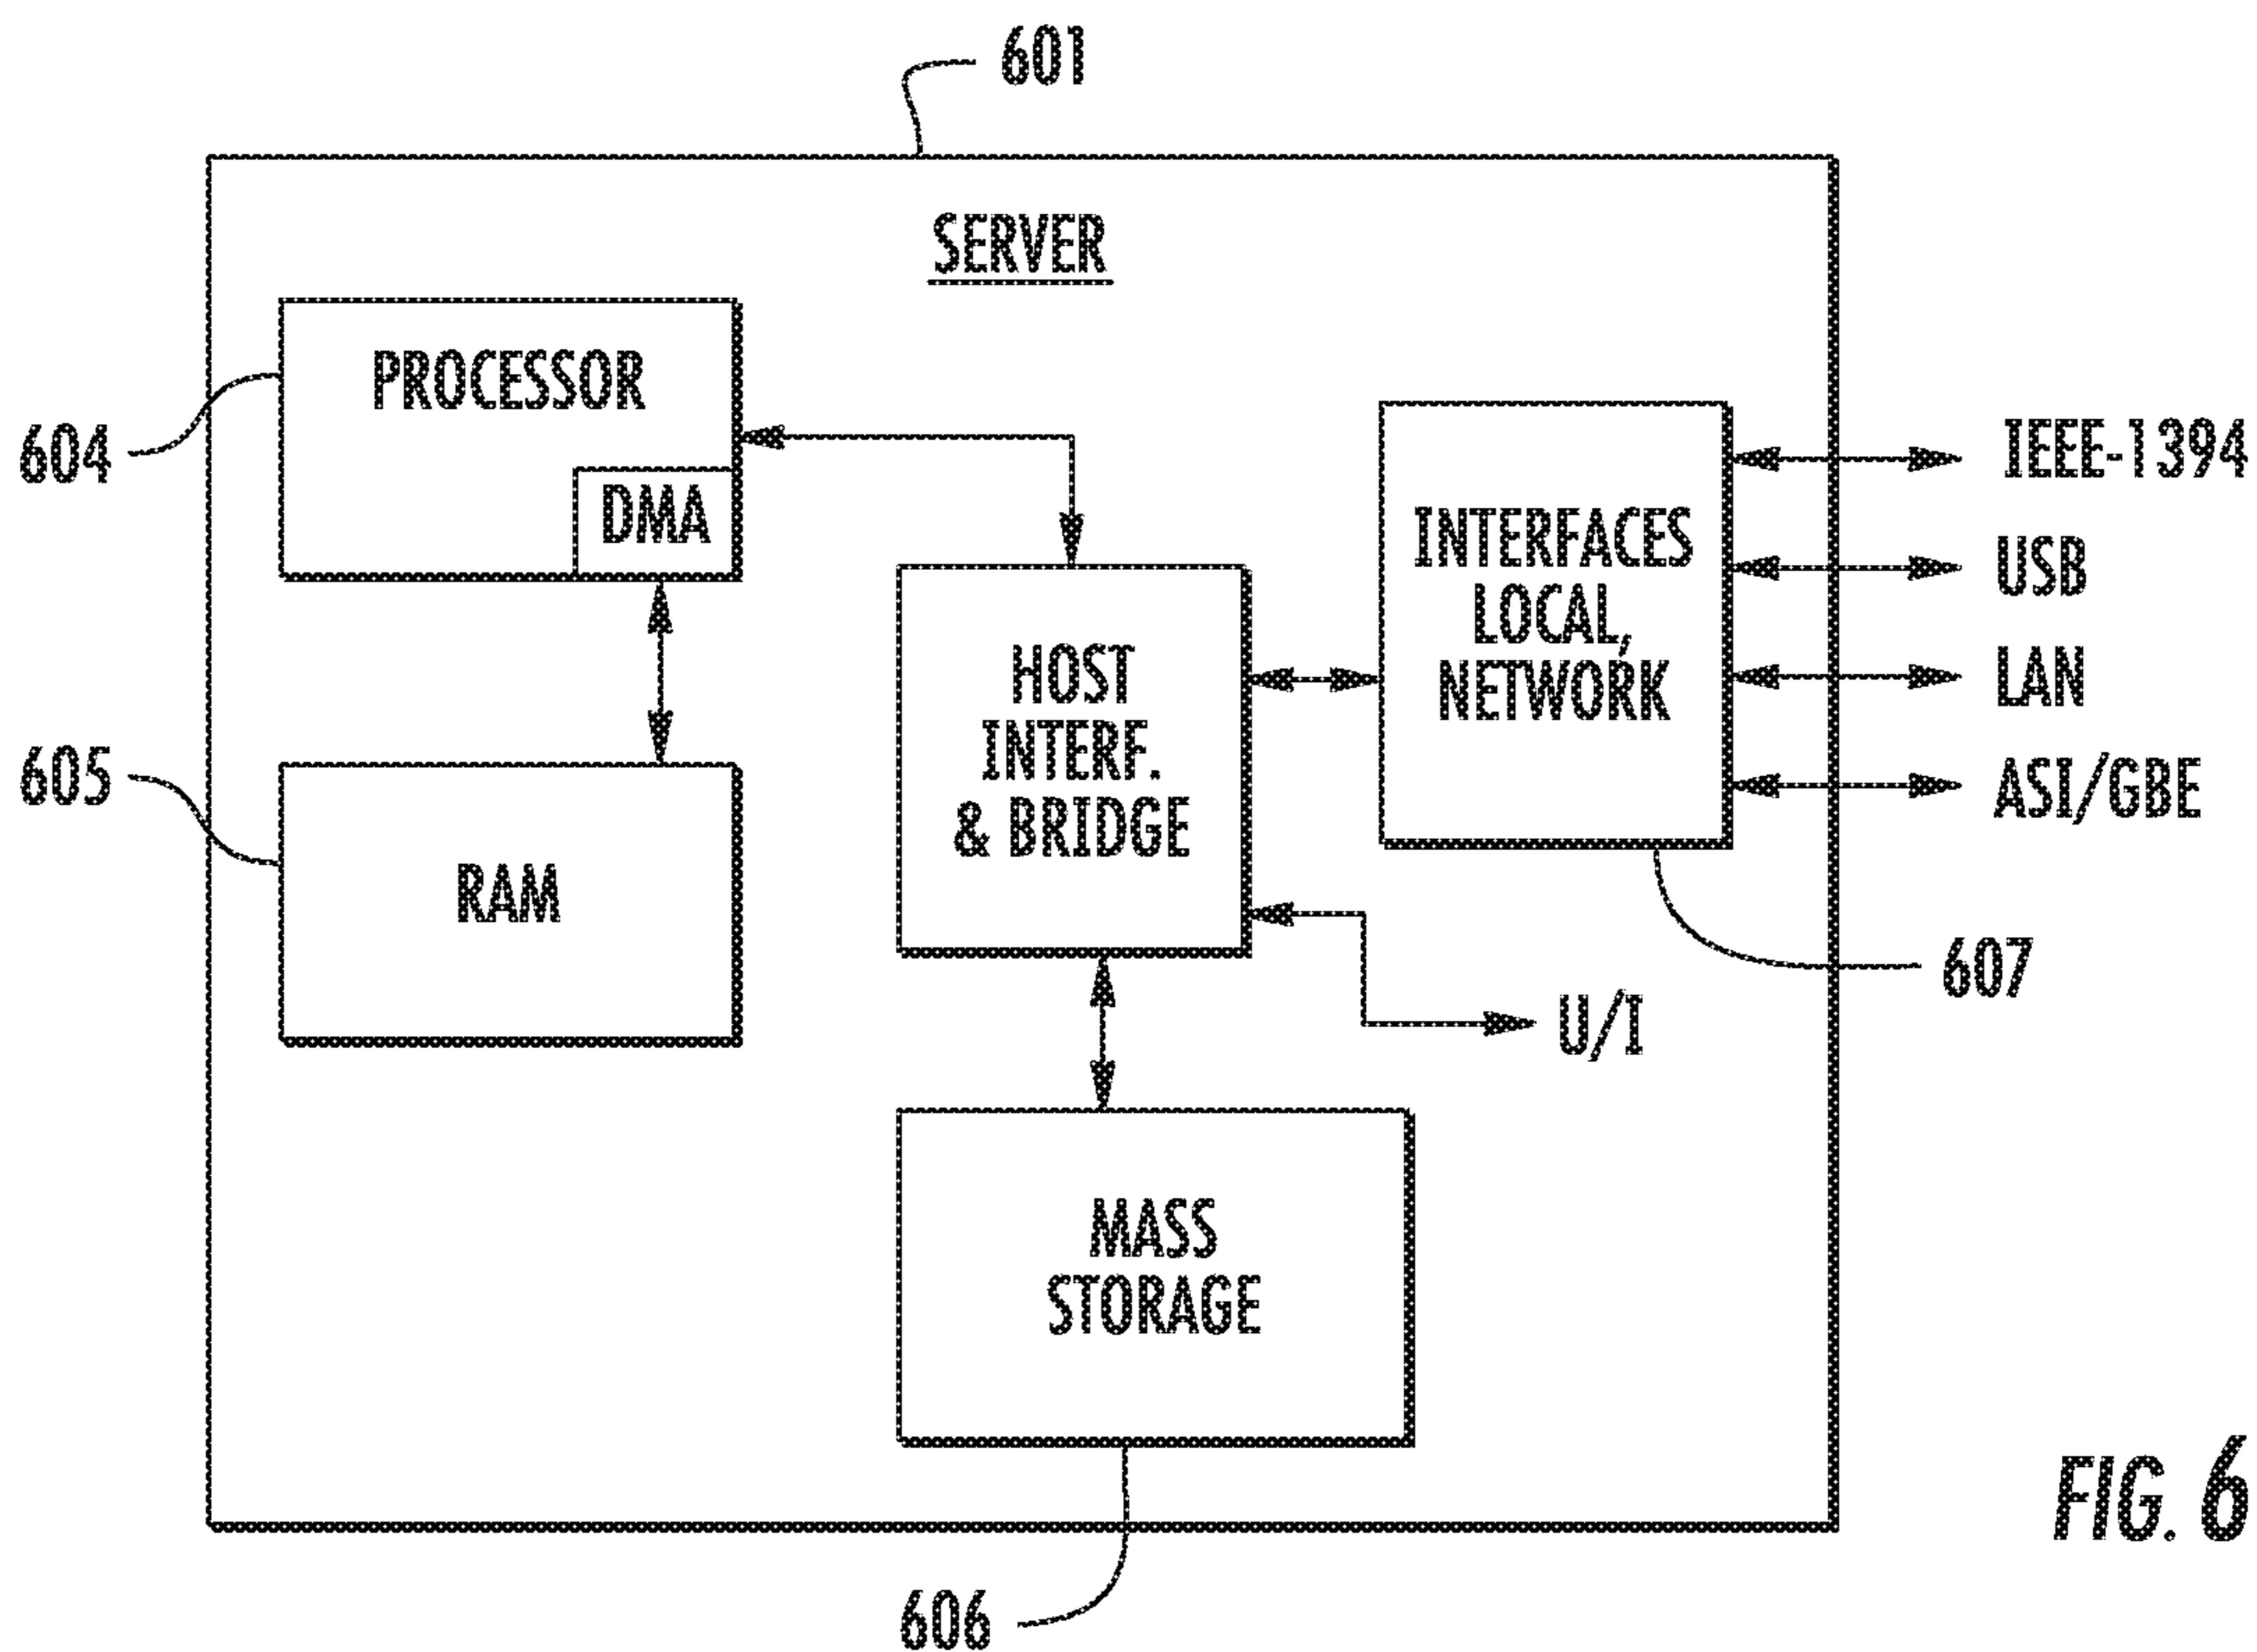 601
SERVER
PROCESSOR
DMA
604
605
RAM
HOST
INTERF.
& BRIDGE
INTERFACES
LOCAL,
NETWORK
IEEE-1394
USB
LAN
ASI/GBE
607
U/I
MASS
STORAGE
606
FIG. 6